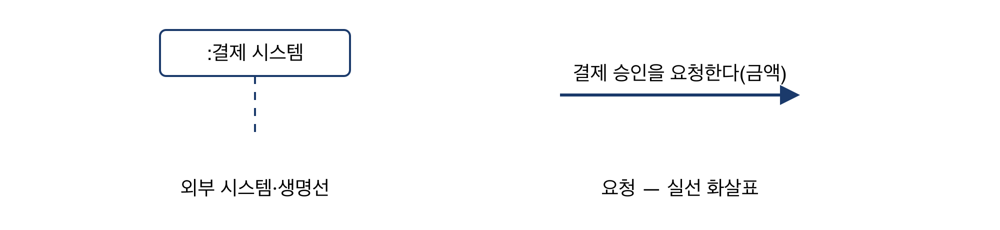 :결제 시스템
결제 승인을 요청한다(금액)
외부 시스템·생명선
요청 — 실선 화살표